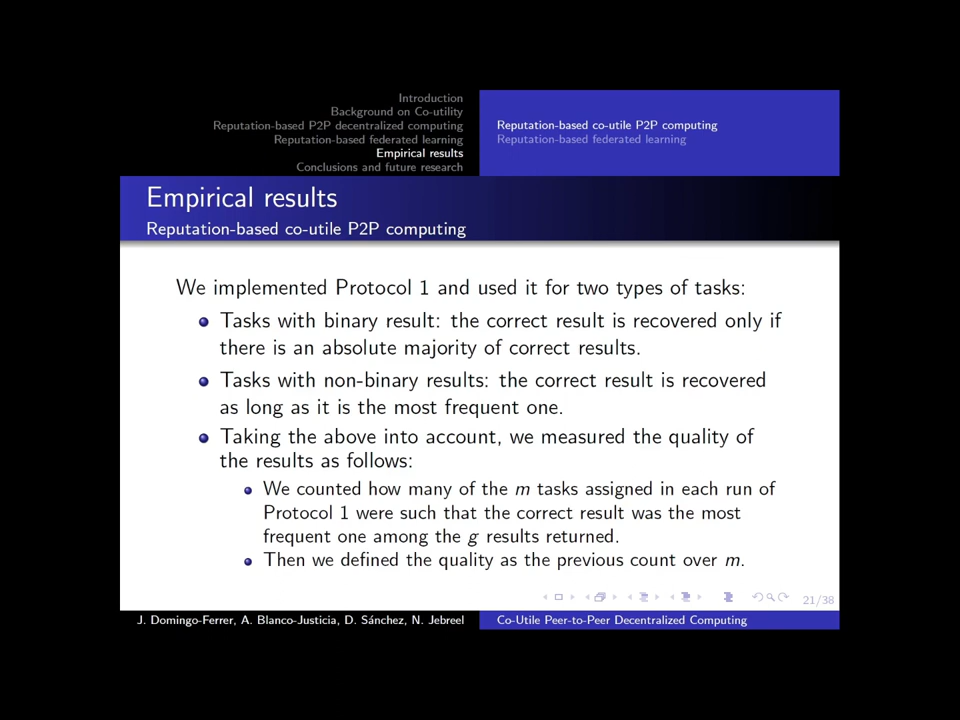 Introduction
Background on Co-utility
Reputation-based P2P decentralized computing
Reputation-based federated learning
Empirical results
Conclusions and future research
Reputation-based co-utile P2P computing
Reputation-based federated learning
Empirical results
Reputation-based co-utile P2P computing
We implemented Protocol 1 and used it for two types of tasks:
Tasks with binary result: the correct result is recovered only if
there is an absolute majority of correct results.
Tasks with non-binary results: the correct result is recovered
as long as it is the most frequent one.
Taking the above into account, we measured the quality of
the results as follows:
We counted how many of the m tasks assigned in each run of
Protocol 1 were such that the correct result was the most
frequent one among the g results returned.
Then we defined the quality as the previous count over m.
21/38
J. Domingo-Ferrer, A. Blanco-Justicia, D. Sánchez, N. Jebreel
Co-Utile Peer-to-Peer Decentralized Computing